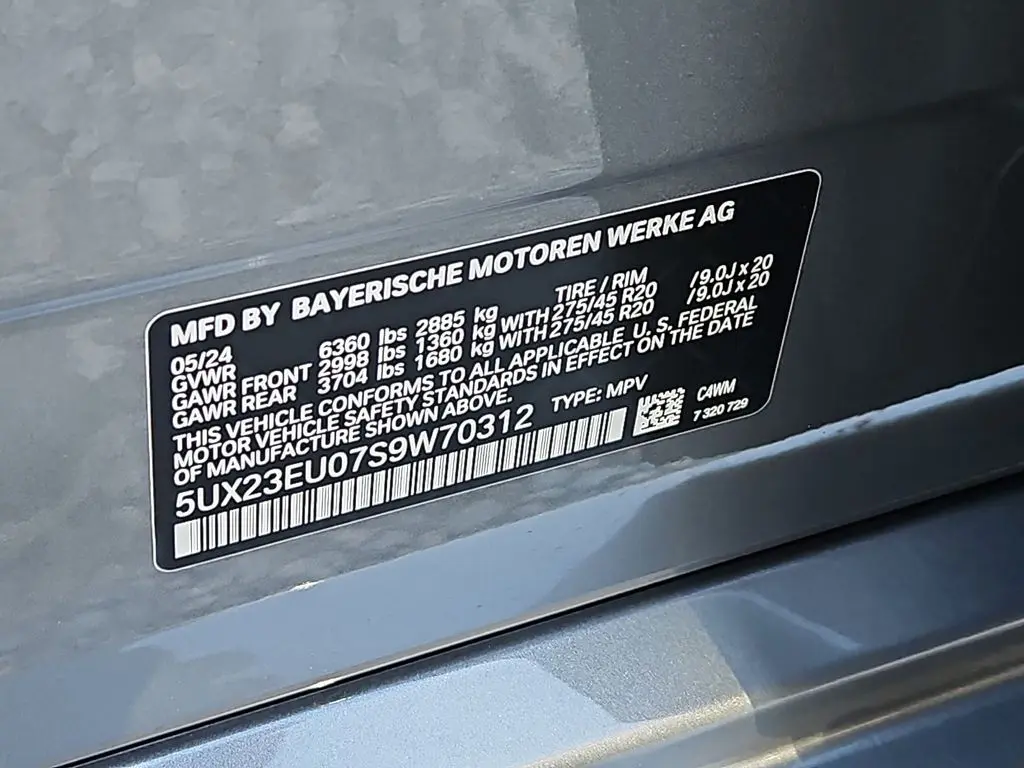 MFD BY BAYERISCHE MOTOREN WERKE AG
05/24 TIRE / RIM
GVWR 6360 lbs 2885 kg
GAWR FRONT 2998 lbs 1360 kg WITH 275/45 R20 /9.0J x 20
GAWR REAR 3704 lbs 1680 kg WITH 275/45 R20 /9.0J x 20
THIS VEHICLE CONFORMS TO ALL APPLICABLE U. S. FEDERAL
MOTOR VEHICLE SAFETY STANDARDS IN EFFECT ON THE DATE
OF MANUFACTURE SHOWN ABOVE.
5UX23EU07S9W70312 TYPE: MPV
C4WM
7 320 729